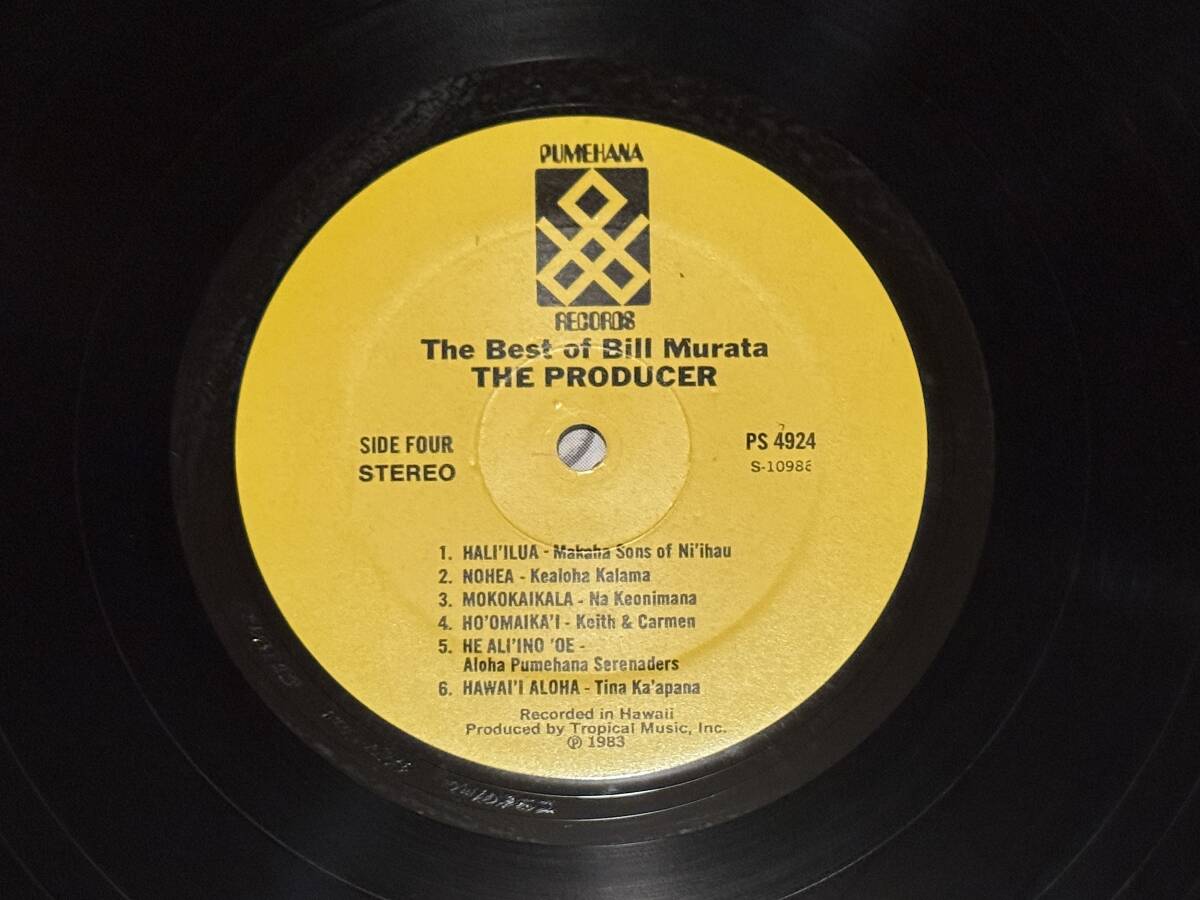 PUMEHANA
RECORDS
The Best of Bill Murata
THE PRODUCER
SIDE FOUR
STEREO
PS 4924
1. HALI'ILUA - Makaha Sons of Ni'ihau
2. NOHEA - Kealoha Kalama
3. MOKOKAIKALA - Na Keonimana
4. HO'OMAIKA'I - Keith & Carmen
5. HE ALI'INO 'OE -
Aloha Pumehana Serenaders
6. HAWAI'I ALOHA - Tina Ka'apana
Recorded in Hawaii
Produced by Tropical Music, Inc.
℗ 1983